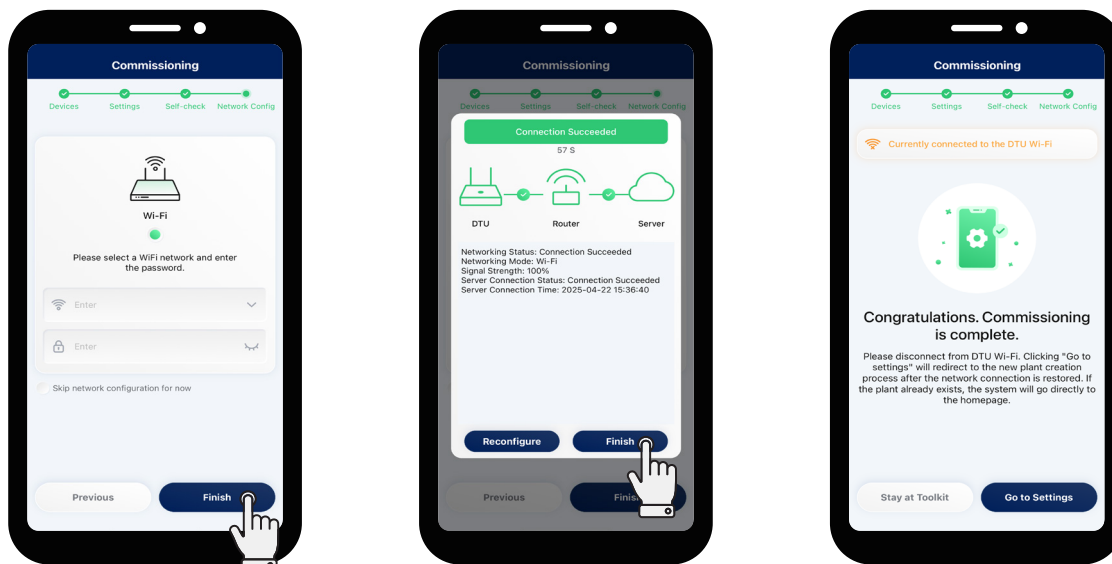 Commissioning
Devices Settings Self-check Network Config
Wi-Fi
Please select a WiFi network and enter
the password.
Enter
Enter
Skip network configuration for now
Previous Finish
Commissioning
Devices Settings Self-check Network Config
Connection Succeeded
57 S
DTU Router Server
Networking Status: Connection Succeeded
Networking Mode: Wi-Fi
Signal Strength: 100%
Server Connection Status: Connection Succeeded
Server Connection Time: 2025-04-22 15:36:40
Reconfigure Finish
Previous Finish
Commissioning
Devices Settings Self-check Network Config
Currently connected to the DTU Wi-Fi
Congratulations. Commissioning
is complete.
Please disconnect from DTU Wi-Fi. Clicking "Go to
settings" will redirect to the new plant creation
process after the network connection is restored. If
the plant already exists, the system will go directly to
the homepage.
Stay at Toolkit Go to Settings